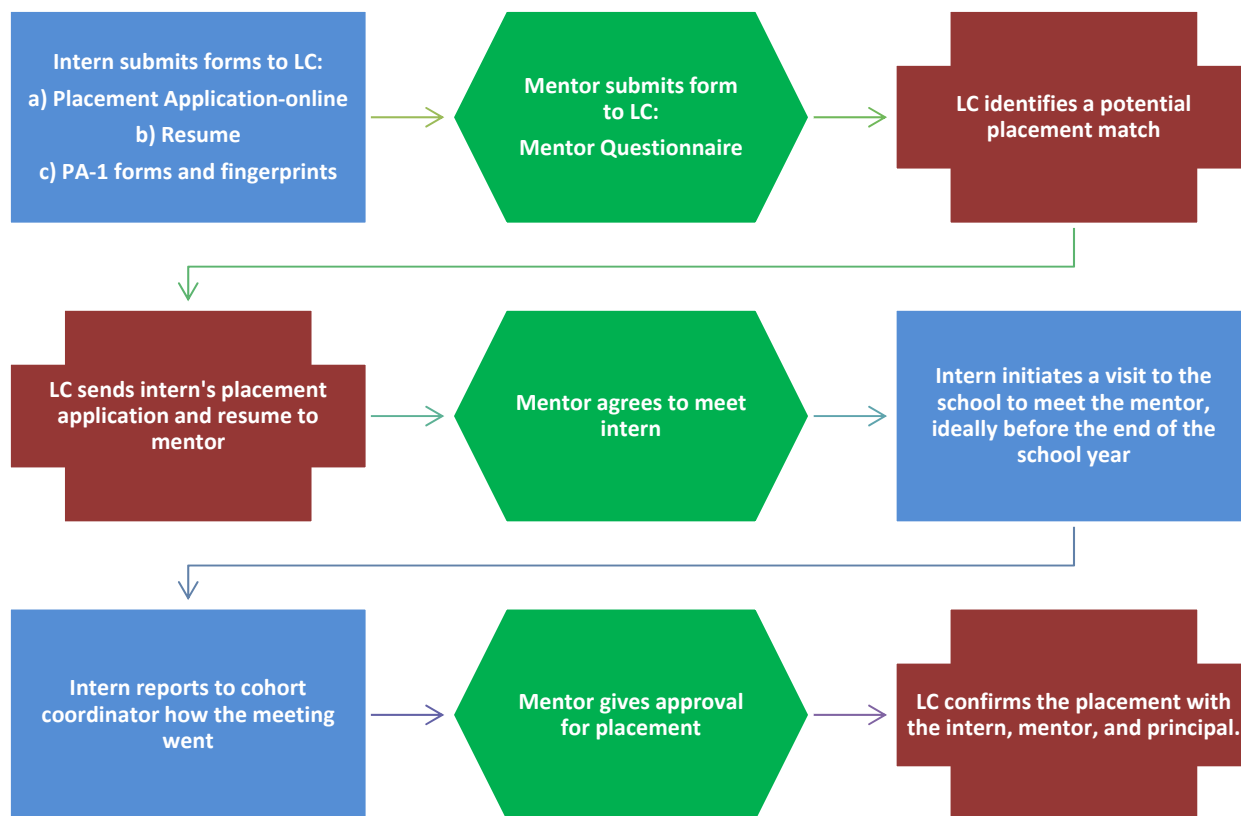 Intern submits forms to LC:
a) Placement Application-online
b) Resume
c) PA-1 forms and fingerprints
Mentor submits form
to LC:
Mentor Questionnaire
LC identifies a potential
placement match
LC sends intern's placement
application and resume to
mentor
Mentor agrees to meet
intern
Intern initiates a visit to the
school to meet the mentor,
ideally before the end of the
school year
Intern reports to cohort
coordinator how the meeting
went
Mentor gives approval
for placement
LC confirms the placement with
the intern, mentor, and principal.